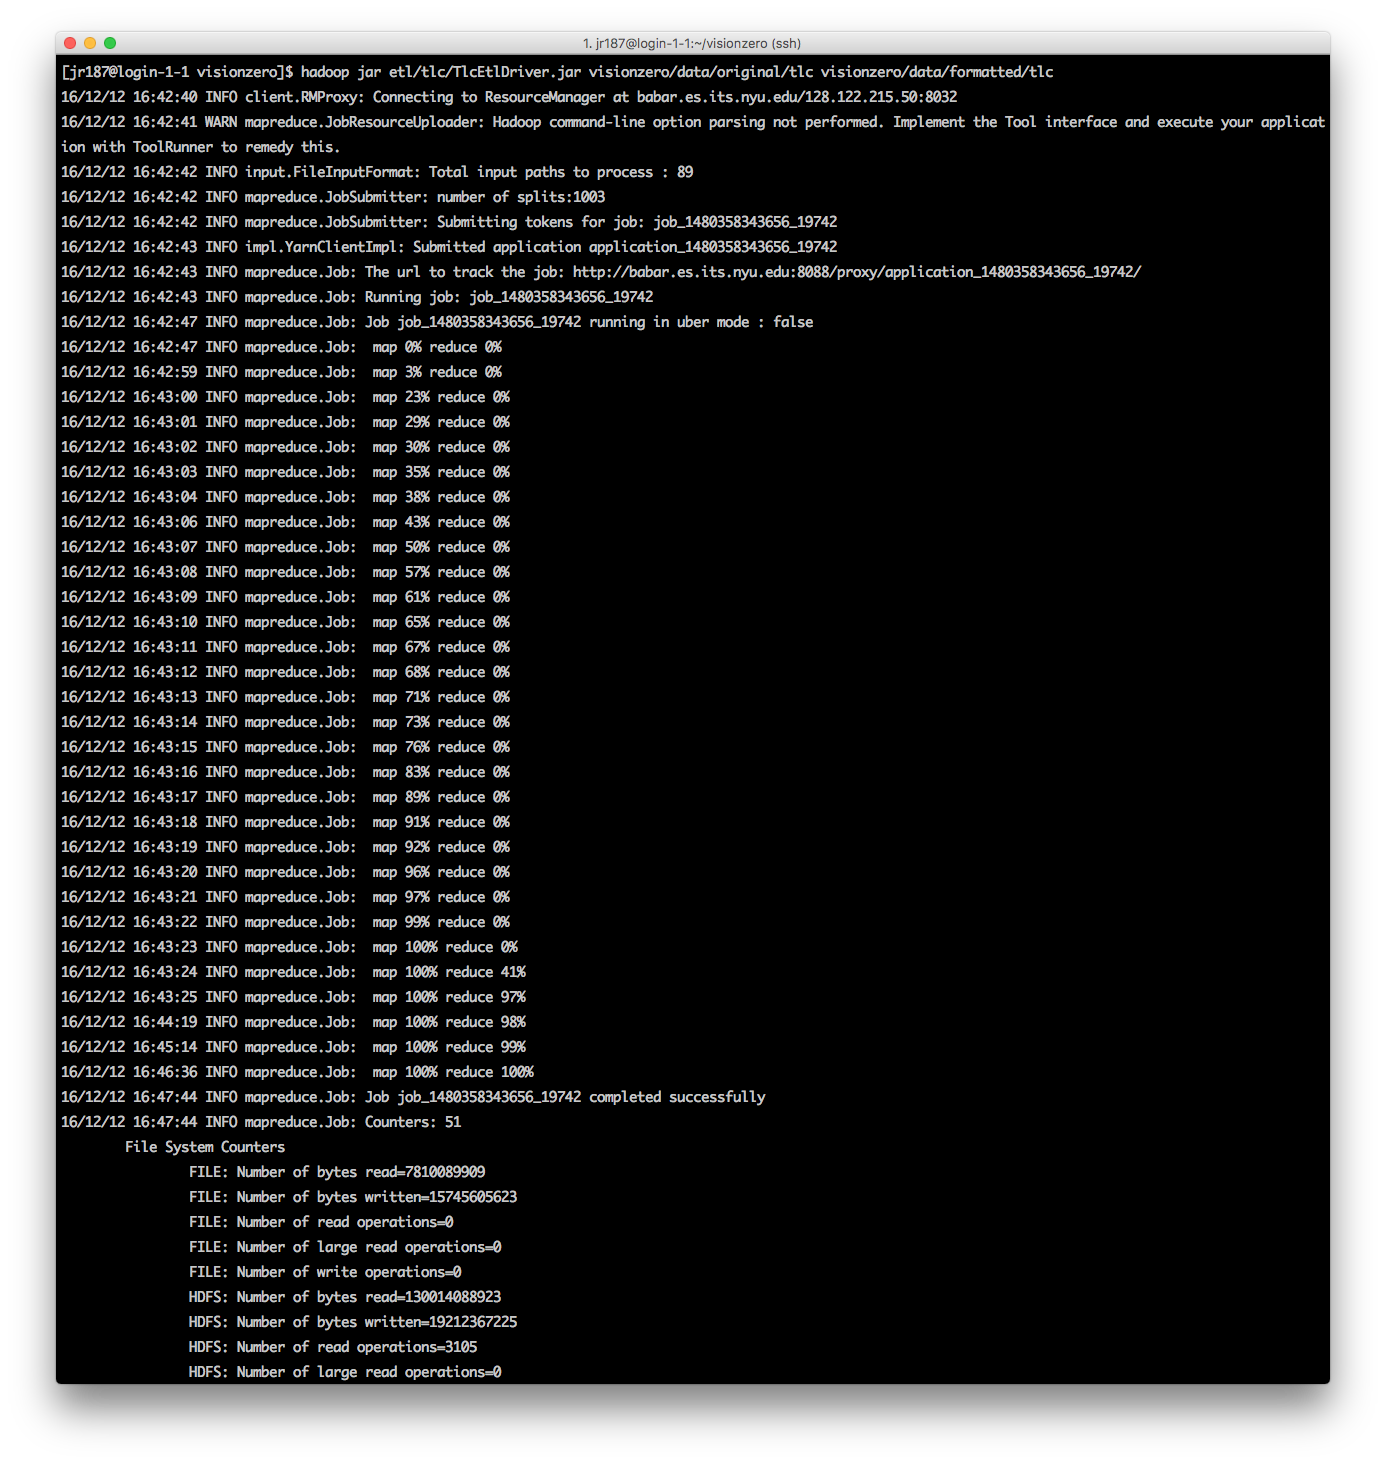 1. jr187@login-1-1:~/visionzero (ssh)
[jr187@login-1-1 visionzero]$ hadoop jar etl/tlc/TlcEtlDriver.jar visionzero/data/original/tlc visionzero/data/formatted/tlc
16/12/12 16:42:40 INFO client.RMProxy: Connecting to ResourceManager at babar.es.its.nyu.edu/128.122.215.50:8032
16/12/12 16:42:41 WARN mapreduce.JobResourceUploader: Hadoop command-line option parsing not performed. Implement the Tool interface and execute your applicat
ion with ToolRunner to remedy this.
16/12/12 16:42:42 INFO input.FileInputFormat: Total input paths to process : 89
16/12/12 16:42:42 INFO mapreduce.JobSubmitter: number of splits:1003
16/12/12 16:42:42 INFO mapreduce.JobSubmitter: Submitting tokens for job: job_1480358343656_19742
16/12/12 16:42:43 INFO impl.YarnClientImpl: Submitted application application_1480358343656_19742
16/12/12 16:42:43 INFO mapreduce.Job: The url to track the job: http://babar.es.its.nyu.edu:8088/proxy/application_1480358343656_19742/
16/12/12 16:42:43 INFO mapreduce.Job: Running job: job_1480358343656_19742
16/12/12 16:42:47 INFO mapreduce.Job: Job job_1480358343656_19742 running in uber mode : false
16/12/12 16:42:47 INFO mapreduce.Job:  map 0% reduce 0%
16/12/12 16:42:59 INFO mapreduce.Job:  map 3% reduce 0%
16/12/12 16:43:00 INFO mapreduce.Job:  map 23% reduce 0%
16/12/12 16:43:01 INFO mapreduce.Job:  map 29% reduce 0%
16/12/12 16:43:02 INFO mapreduce.Job:  map 30% reduce 0%
16/12/12 16:43:03 INFO mapreduce.Job:  map 35% reduce 0%
16/12/12 16:43:04 INFO mapreduce.Job:  map 38% reduce 0%
16/12/12 16:43:06 INFO mapreduce.Job:  map 43% reduce 0%
16/12/12 16:43:07 INFO mapreduce.Job:  map 50% reduce 0%
16/12/12 16:43:08 INFO mapreduce.Job:  map 57% reduce 0%
16/12/12 16:43:09 INFO mapreduce.Job:  map 61% reduce 0%
16/12/12 16:43:10 INFO mapreduce.Job:  map 65% reduce 0%
16/12/12 16:43:11 INFO mapreduce.Job:  map 67% reduce 0%
16/12/12 16:43:12 INFO mapreduce.Job:  map 68% reduce 0%
16/12/12 16:43:13 INFO mapreduce.Job:  map 71% reduce 0%
16/12/12 16:43:14 INFO mapreduce.Job:  map 73% reduce 0%
16/12/12 16:43:15 INFO mapreduce.Job:  map 76% reduce 0%
16/12/12 16:43:16 INFO mapreduce.Job:  map 83% reduce 0%
16/12/12 16:43:17 INFO mapreduce.Job:  map 89% reduce 0%
16/12/12 16:43:18 INFO mapreduce.Job:  map 91% reduce 0%
16/12/12 16:43:19 INFO mapreduce.Job:  map 92% reduce 0%
16/12/12 16:43:20 INFO mapreduce.Job:  map 96% reduce 0%
16/12/12 16:43:21 INFO mapreduce.Job:  map 97% reduce 0%
16/12/12 16:43:22 INFO mapreduce.Job:  map 99% reduce 0%
16/12/12 16:43:23 INFO mapreduce.Job:  map 100% reduce 0%
16/12/12 16:43:24 INFO mapreduce.Job:  map 100% reduce 41%
16/12/12 16:43:25 INFO mapreduce.Job:  map 100% reduce 97%
16/12/12 16:44:19 INFO mapreduce.Job:  map 100% reduce 98%
16/12/12 16:45:14 INFO mapreduce.Job:  map 100% reduce 99%
16/12/12 16:46:36 INFO mapreduce.Job:  map 100% reduce 100%
16/12/12 16:47:44 INFO mapreduce.Job: Job job_1480358343656_19742 completed successfully
16/12/12 16:47:44 INFO mapreduce.Job: Counters: 51
File System Counters
FILE: Number of bytes read=7810089909
FILE: Number of bytes written=15745605623
FILE: Number of read operations=0
FILE: Number of large read operations=0
FILE: Number of write operations=0
HDFS: Number of bytes read=130014088923
HDFS: Number of bytes written=19212367225
HDFS: Number of read operations=3105
HDFS: Number of large read operations=0